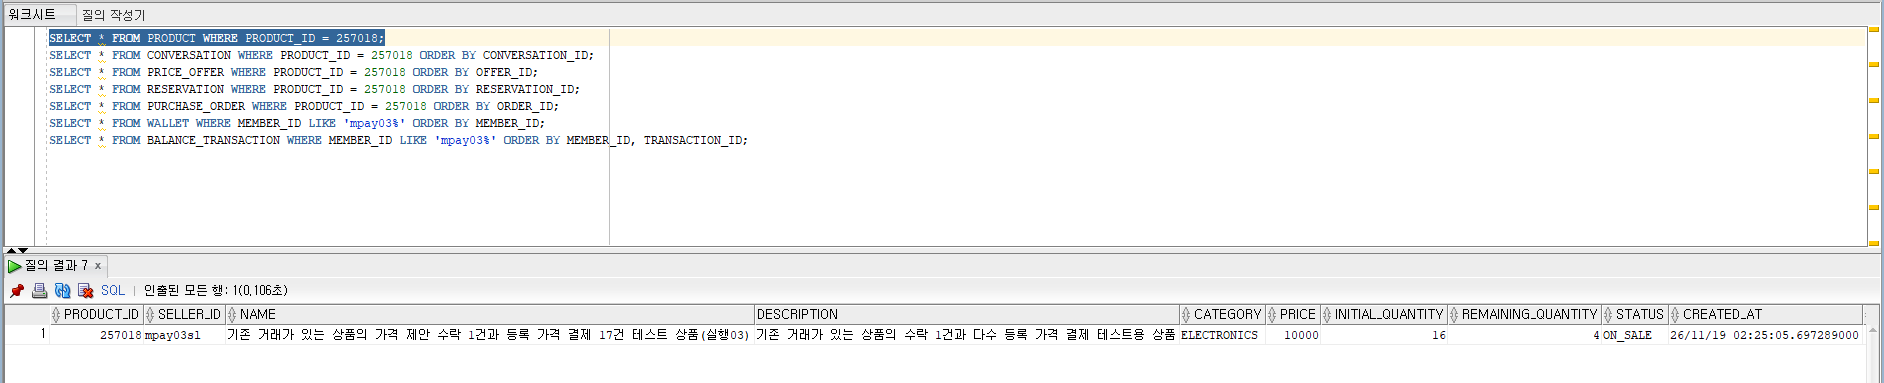 워크시트 질의 작성기
SELECT * FROM PRODUCT WHERE PRODUCT_ID = 257018;
SELECT * FROM CONVERSATION WHERE PRODUCT_ID = 257018 ORDER BY CONVERSATION_ID;
SELECT * FROM PRICE_OFFER WHERE PRODUCT_ID = 257018 ORDER BY OFFER_ID;
SELECT * FROM RESERVATION WHERE PRODUCT_ID = 257018 ORDER BY RESERVATION_ID;
SELECT * FROM PURCHASE_ORDER WHERE PRODUCT_ID = 257018 ORDER BY ORDER_ID;
SELECT * FROM WALLET WHERE MEMBER_ID LIKE 'mpay03%' ORDER BY MEMBER_ID;
SELECT * FROM BALANCE_TRANSACTION WHERE MEMBER_ID LIKE 'mpay03%' ORDER BY MEMBER_ID, TRANSACTION_ID;
질의 결과 7 x
SQL | 인출된 모든 행: 1(0,106초)
PRODUCT_ID SELLER_ID NAME DESCRIPTION CATEGORY PRICE INITIAL_QUANTITY REMAINING_QUANTITY STATUS CREATED_AT
1 257018 mpay03s1 기존 거래가 있는 상품의 가격 제안 수락 1건과 등록 가격 결제 17건 테스트 상품(실행03) 기존 거래가 있는 상품의 수락 1건과 다수 등록 가격 결제 테스트용 상품 ELECTRONICS 10000 16 4 ON_SALE 26/11/19 02:25:05.697289000